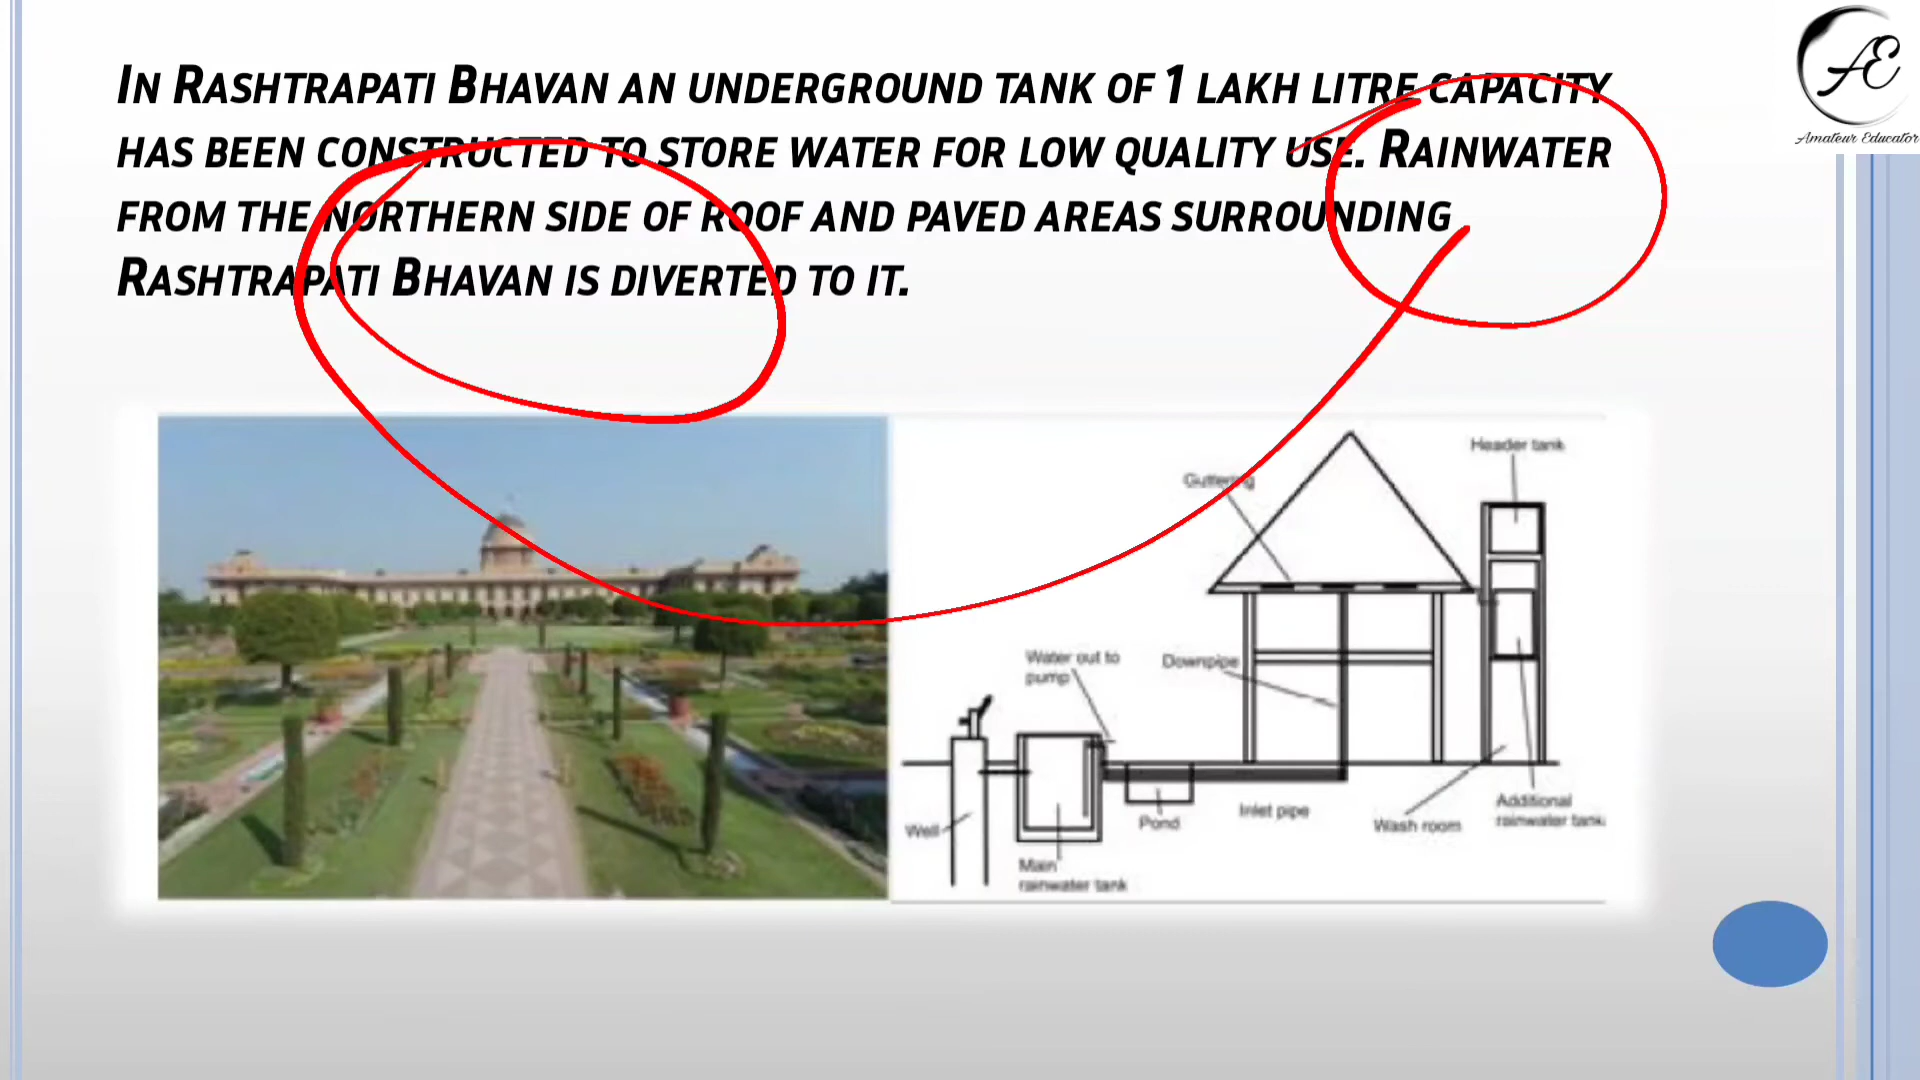 In Rashtrapati Bhavan an underground tank of 1 lakh litre capacity
has been constructed to store water for low quality use. Rainwater
from the northern side of roof and paved areas surrounding
Rashtrapati Bhavan is diverted to it.
AE
Amateur Educator
Header tank
Guttering
Water out to
pump
Downpipe
Well
Main
rainwater tank
Pond
Inlet pipe
Wash room
Additional
rainwater tank